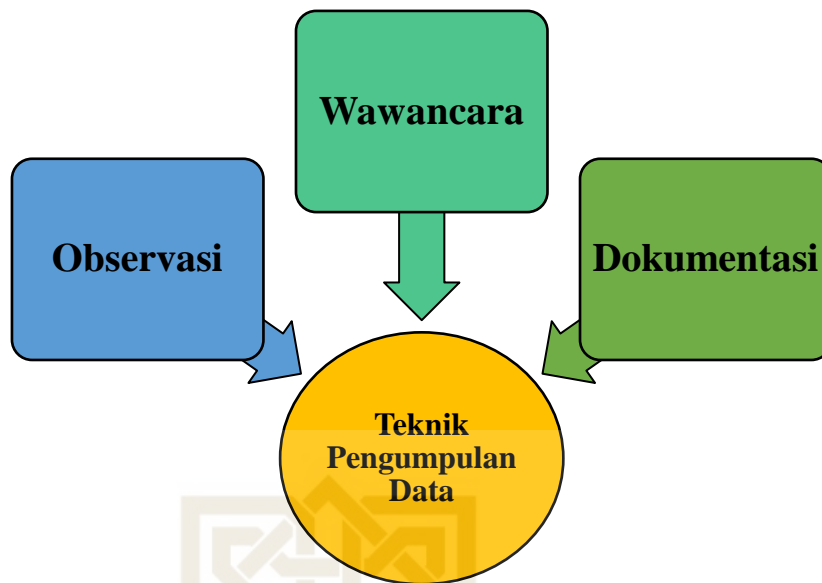 Wawancara
Observasi
Dokumentasi
Teknik
Pengumpulan
Data